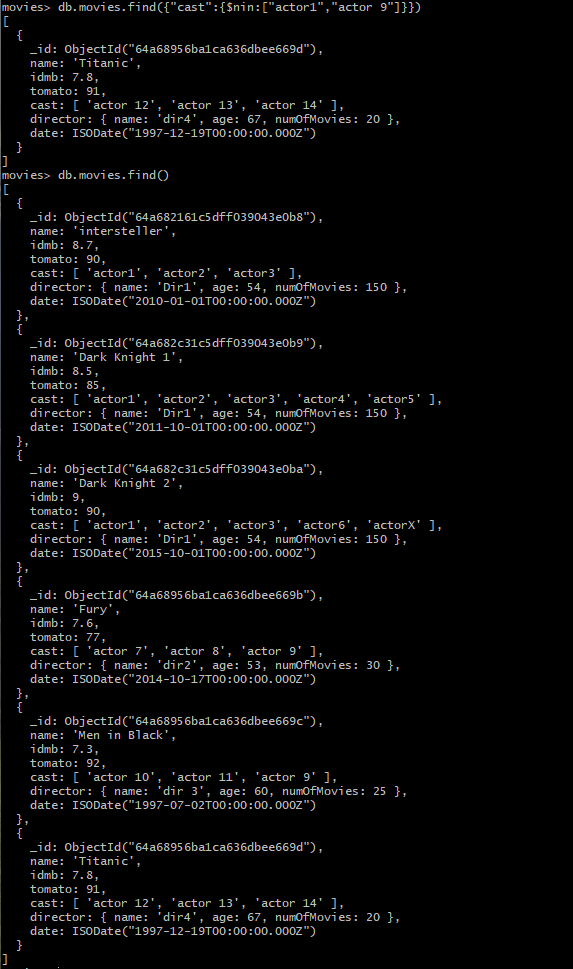 movies> db.movies.find({"cast":{$nin:["actor1","actor 9"]}})
[
  {
    _id: ObjectId("64a68956ba1ca636dbee669d"),
    name: 'Titanic',
    idmb: 7.8,
    tomato: 91,
    cast: [ 'actor 12', 'actor 13', 'actor 14' ],
    director: { name: 'dir4', age: 67, numOfMovies: 20 },
    date: ISODate("1997-12-19T00:00:00.000Z")
  }
]
movies> db.movies.find()
[
  {
    _id: ObjectId("64a682161c5dff039043e0b8"),
    name: 'intersteller',
    idmb: 8.7,
    tomato: 90,
    cast: [ 'actor1', 'actor2', 'actor3' ],
    director: { name: 'Dir1', age: 54, numOfMovies: 150 },
    date: ISODate("2010-01-01T00:00:00.000Z")
  },
  {
    _id: ObjectId("64a682c31c5dff039043e0b9"),
    name: 'Dark Knight 1',
    idmb: 8.5,
    tomato: 85,
    cast: [ 'actor1', 'actor2', 'actor3', 'actor4', 'actor5' ],
    director: { name: 'Dir1', age: 54, numOfMovies: 150 },
    date: ISODate("2011-10-01T00:00:00.000Z")
  },
  {
    _id: ObjectId("64a682c31c5dff039043e0ba"),
    name: 'Dark Knight 2',
    idmb: 9,
    tomato: 90,
    cast: [ 'actor1', 'actor2', 'actor3', 'actor6', 'actorX' ],
    director: { name: 'Dir1', age: 54, numOfMovies: 150 },
    date: ISODate("2015-10-01T00:00:00.000Z")
  },
  {
    _id: ObjectId("64a68956ba1ca636dbee669b"),
    name: 'Fury',
    idmb: 7.6,
    tomato: 77,
    cast: [ 'actor 7', 'actor 8', 'actor 9' ],
    director: { name: 'dir2', age: 53, numOfMovies: 30 },
    date: ISODate("2014-10-17T00:00:00.000Z")
  },
  {
    _id: ObjectId("64a68956ba1ca636dbee669c"),
    name: 'Men in Black',
    idmb: 7.3,
    tomato: 92,
    cast: [ 'actor 10', 'actor 11', 'actor 9' ],
    director: { name: 'dir 3', age: 60, numOfMovies: 25 },
    date: ISODate("1997-07-02T00:00:00.000Z")
  },
  {
    _id: ObjectId("64a68956ba1ca636dbee669d"),
    name: 'Titanic',
    idmb: 7.8,
    tomato: 91,
    cast: [ 'actor 12', 'actor 13', 'actor 14' ],
    director: { name: 'dir4', age: 67, numOfMovies: 20 },
    date: ISODate("1997-12-19T00:00:00.000Z")
  }
]